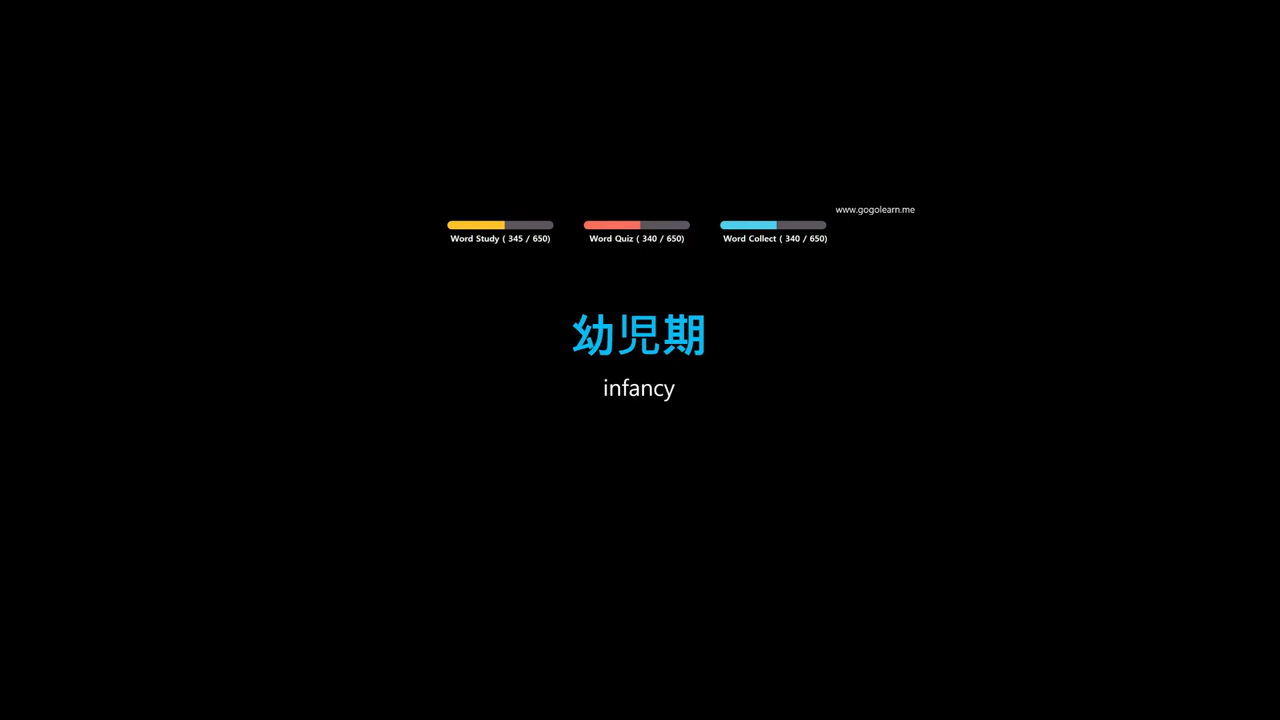 www.gogolearn.me
Word Study ( 345 / 650)
Word Quiz ( 340 / 650)
Word Collect ( 340 / 650)
幼児期
infancy